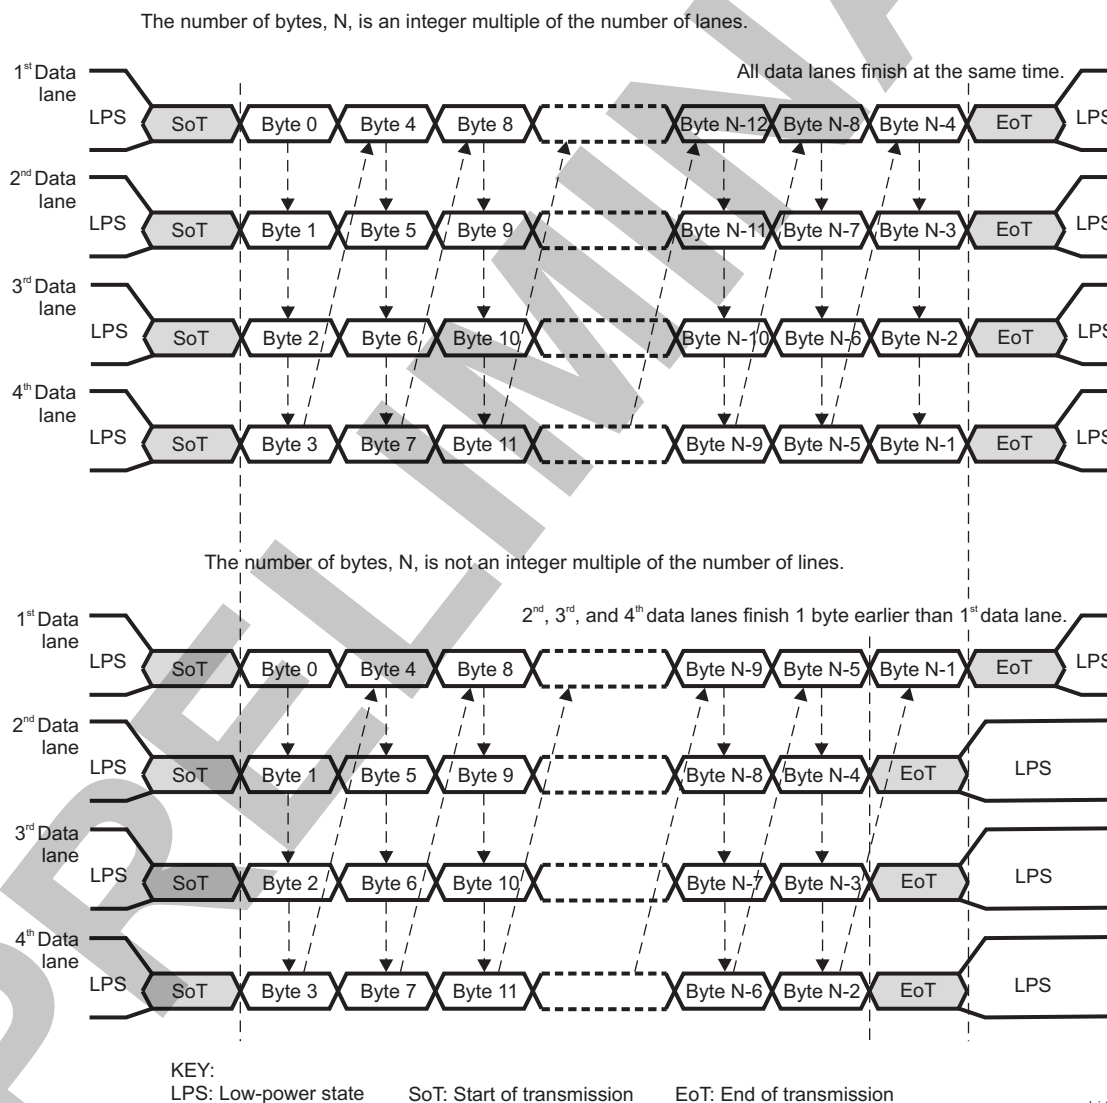 The number of bytes, N, is an integer multiple of the number of lanes.
All data lanes finish at the same time.
1st Data lane
LPS SoT Byte 0 Byte 4 Byte 8 Byte N-12 Byte N-8 Byte N-4 EoT LPS
2nd Data lane
LPS SoT Byte 1 Byte 5 Byte 9 Byte N-11 Byte N-7 Byte N-3 EoT LPS
3rd Data lane
LPS SoT Byte 2 Byte 6 Byte 10 Byte N-10 Byte N-6 Byte N-2 EoT LPS
4th Data lane
LPS SoT Byte 3 Byte 7 Byte 11 Byte N-9 Byte N-5 Byte N-1 EoT LPS
The number of bytes, N, is not an integer multiple of the number of lines.
2nd, 3rd, and 4th data lanes finish 1 byte earlier than 1st data lane.
1st Data lane
LPS SoT Byte 0 Byte 4 Byte 8 Byte N-9 Byte N-5 Byte N-1 EoT LPS
2nd Data lane
LPS SoT Byte 1 Byte 5 Byte 9 Byte N-8 Byte N-4 EoT LPS
3rd Data lane
LPS SoT Byte 2 Byte 6 Byte 10 Byte N-7 Byte N-3 EoT LPS
4th Data lane
LPS SoT Byte 3 Byte 7 Byte 11 Byte N-6 Byte N-2 EoT LPS
KEY:
LPS: Low-power state SoT: Start of transmission EoT: End of transmission
PRELIMINA